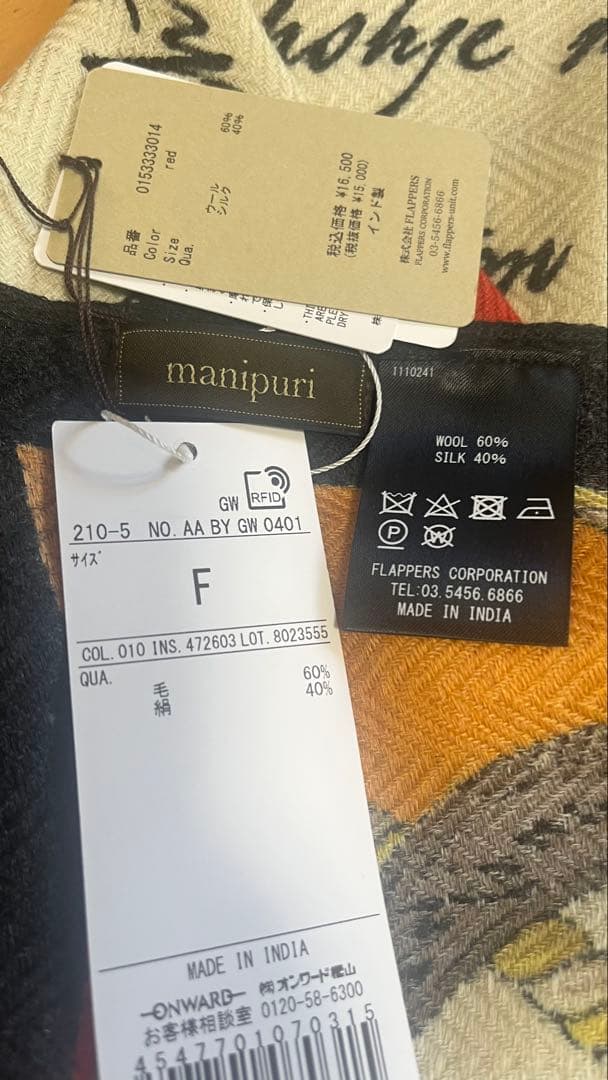 hohje
品番 0153333014
Color red
Size
Qua. ウール 60%
シルク 40%
税込価格 ¥16,500
(税抜価格 ¥15,000)
インド製
株式会社 FLAPPERS
FLAPPERS CORPORATION
03-5456-6866
www.flappers-unit.com
manipuri
1110241
WOOL 60%
SILK 40%
P
W
FLAPPERS CORPORATION
TEL:03.5456.6866
MADE IN INDIA
GW RFID
210-5 NO. AA BY GW 0401
サイズ
F
COL. 010 INS. 472603 LOT. 8023555
QUA.
毛 60%
絹 40%
MADE IN INDIA
ONWARD ㈱オンワード樫山
お客様相談室 0120-58-6300
4547701070315